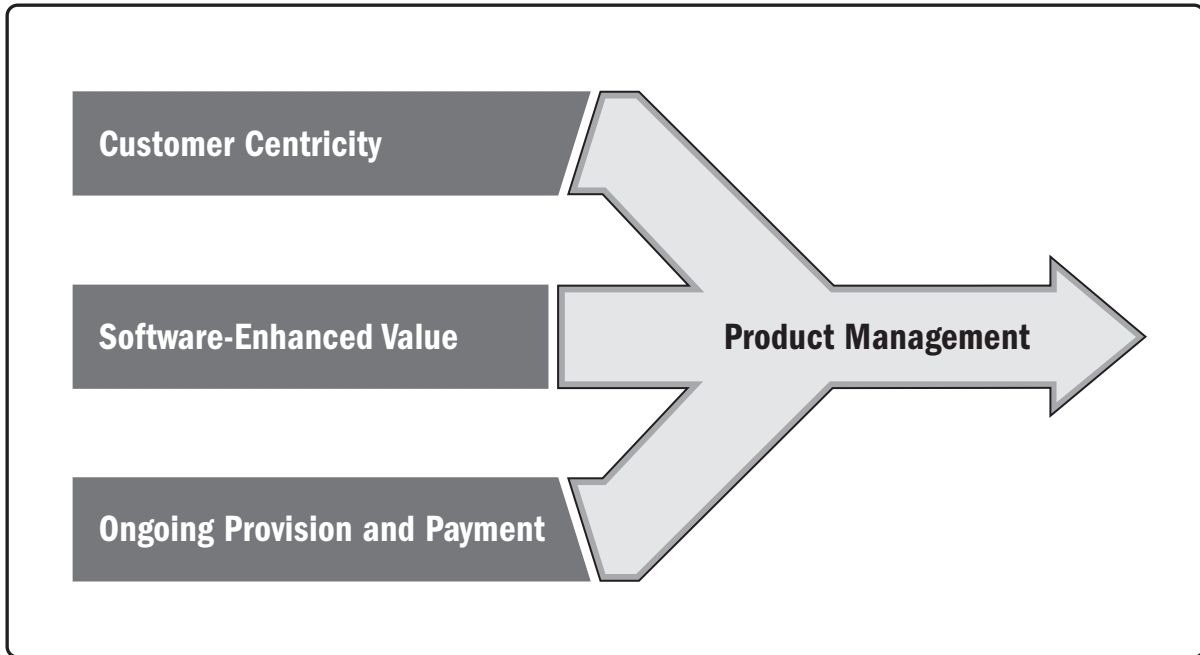 Customer Centricity
Software-Enhanced Value
Product Management
Ongoing Provision and Payment